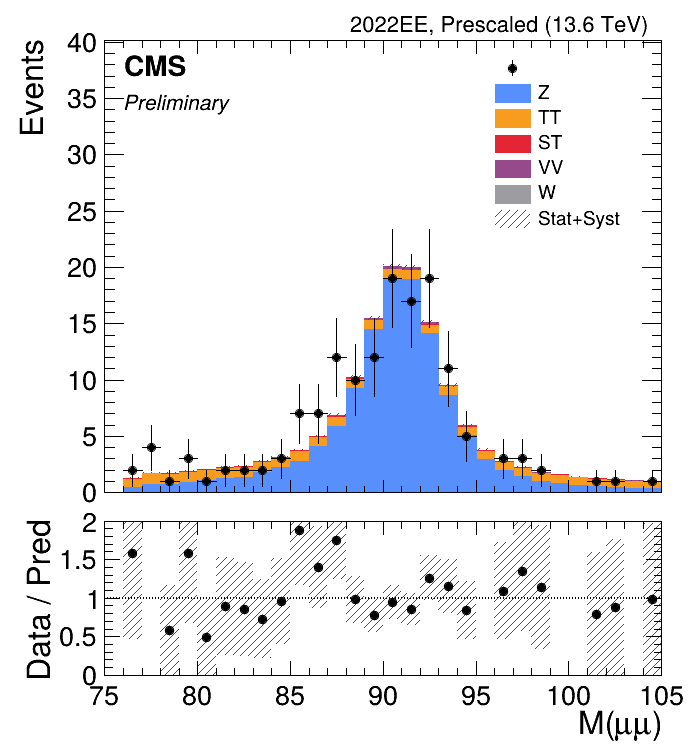 2022EE, Prescaled (13.6 TeV)
CMS
Preliminary
Events
40
35
30
25
20
15
10
5
0
Z
TT
ST
VV
W
Stat+Syst
Data / Pred
2
1.5
1
0.5
0
75
80
85
90
95
100
105
M(μμ)